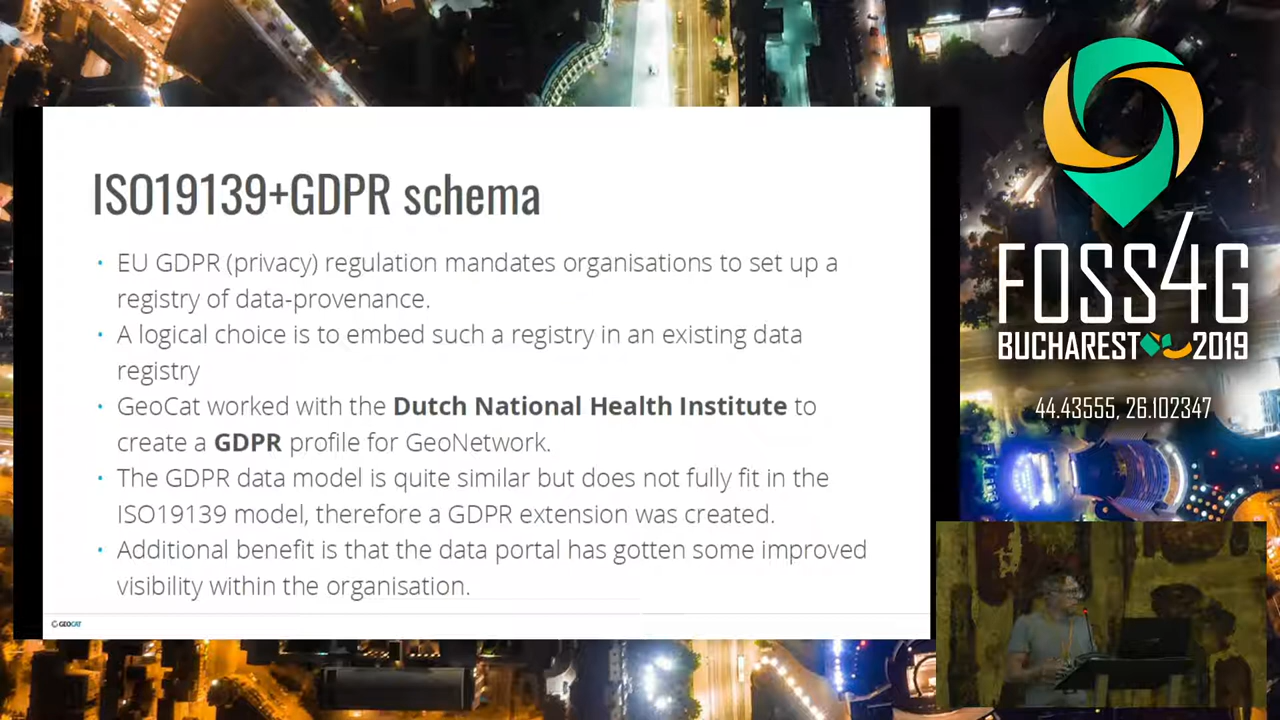 ISO19139+GDPR schema
• EU GDPR (privacy) regulation mandates organisations to set up a
registry of data-provenance.
• A logical choice is to embed such a registry in an existing data
registry
• GeoCat worked with the Dutch National Health Institute to
create a GDPR profile for GeoNetwork.
• The GDPR data model is quite similar but does not fully fit in the
ISO19139 model, therefore a GDPR extension was created.
• Additional benefit is that the data portal has gotten some improved
visibility within the organisation.
GEOCAT
FOSS4G
BUCHAREST 2019
44.43555, 26.102347